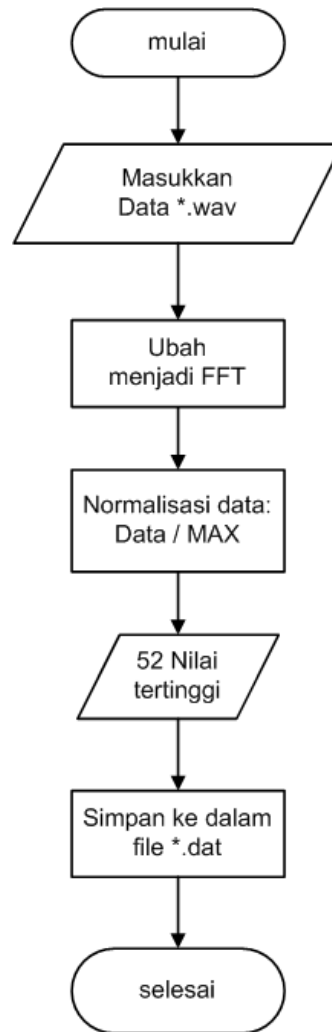 mulai
Masukkan
Data *.wav
Ubah
menjadi FFT
Normalisasi data:
Data / MAX
52 Nilai
tertinggi
Simpan ke dalam
file *.dat
selesai